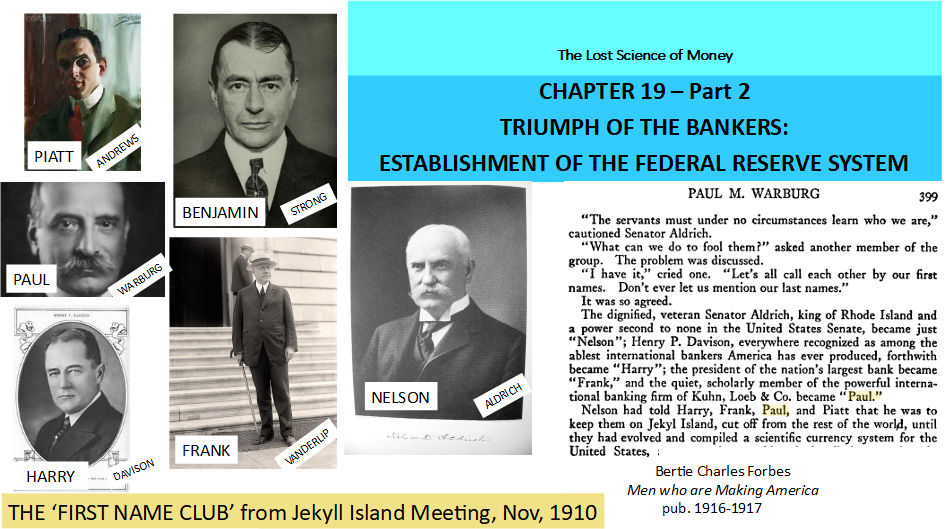 The Lost Science of Money
CHAPTER 19 – Part 2
TRIUMPH OF THE BANKERS:
ESTABLISHMENT OF THE FEDERAL RESERVE SYSTEM
PIATT
ANDREWS
BENJAMIN
STRONG
PAUL
WARBURG
FRANK
VANDERLIP
HARRY
DAVISON
NELSON
ALDRICH
PAUL M. WARBURG 399
"The servants must under no circumstances learn who we are,"
cautioned Senator Aldrich.
"What can we do to fool them?" asked another member of the
group. The problem was discussed.
"I have it," cried one. "Let's all call each other by our first
names. Don't ever let us mention our last names."
It was so agreed.
The dignified, veteran Senator Aldrich, king of Rhode Island and
a power second to none in the United States Senate, became just
"Nelson"; Henry P. Davison, everywhere recognized as among the
ablest international bankers America has ever produced, forthwith
became "Harry"; the president of the nation's largest bank became
"Frank," and the quiet, scholarly member of the powerful interna-
tional banking firm of Kuhn, Loeb & Co. became "Paul."
Nelson had told Harry, Frank, Paul, and Piatt that he was to
keep them on Jekyl Island, cut off from the rest of the world, until
they had evolved and compiled a scientific currency system for the
United States,
Bertie Charles Forbes
Men who are Making America
pub. 1916-1917
THE 'FIRST NAME CLUB' from Jekyll Island Meeting, Nov, 1910